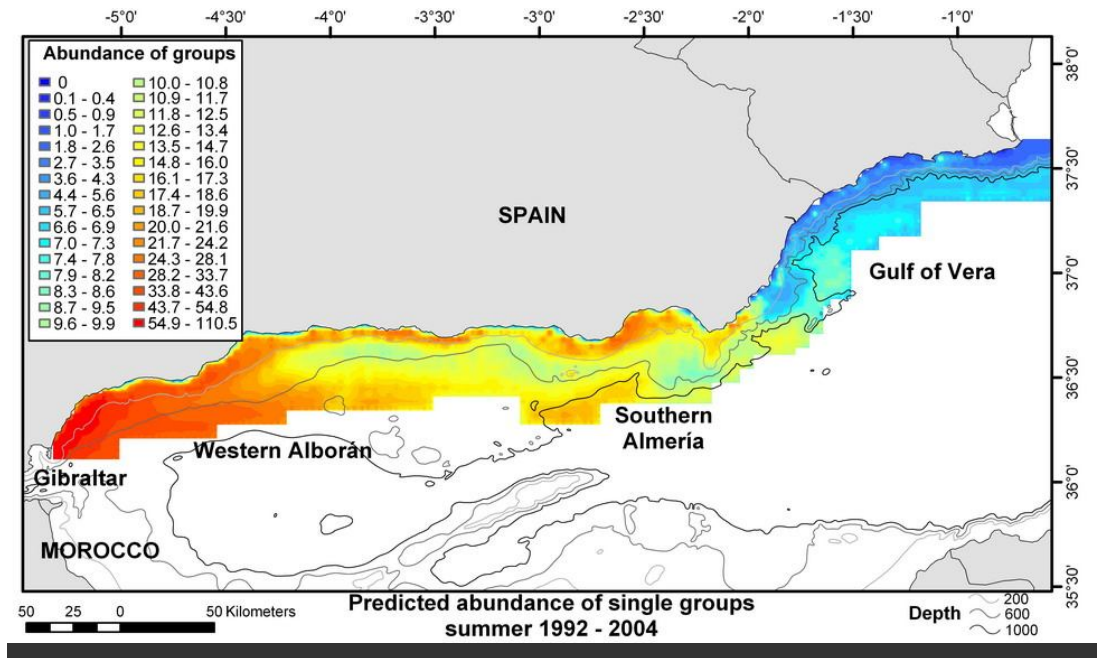 -5°0' -4°30' -4°0' -3°30' -3°0' -2°30' -2°0' -1°30' -1°0'
Abundance of groups
0
0.1 - 0.4
0.5 - 0.9
1.0 - 1.7
1.8 - 2.6
2.7 - 3.5
3.6 - 4.3
4.4 - 5.6
5.7 - 6.5
6.6 - 6.9
7.0 - 7.3
7.4 - 7.8
7.9 - 8.2
8.3 - 8.6
8.7 - 9.5
9.6 - 9.9
10.0 - 10.8
10.9 - 11.7
11.8 - 12.5
12.6 - 13.4
13.5 - 14.7
14.8 - 16.0
16.1 - 17.3
17.4 - 18.6
18.7 - 19.9
20.0 - 21.6
21.7 - 24.2
24.3 - 28.1
28.2 - 33.7
33.8 - 43.6
43.7 - 54.8
54.9 - 110.5
38°0'
37°30'
37°0'
36°30'
36°0'
35°30'
SPAIN
Gulf of Vera
Southern
Almería
Western Alborán
Gibraltar
MOROCCO
50 25 0 50 Kilometers
Predicted abundance of single groups
summer 1992 - 2004
Depth
200
600
1000